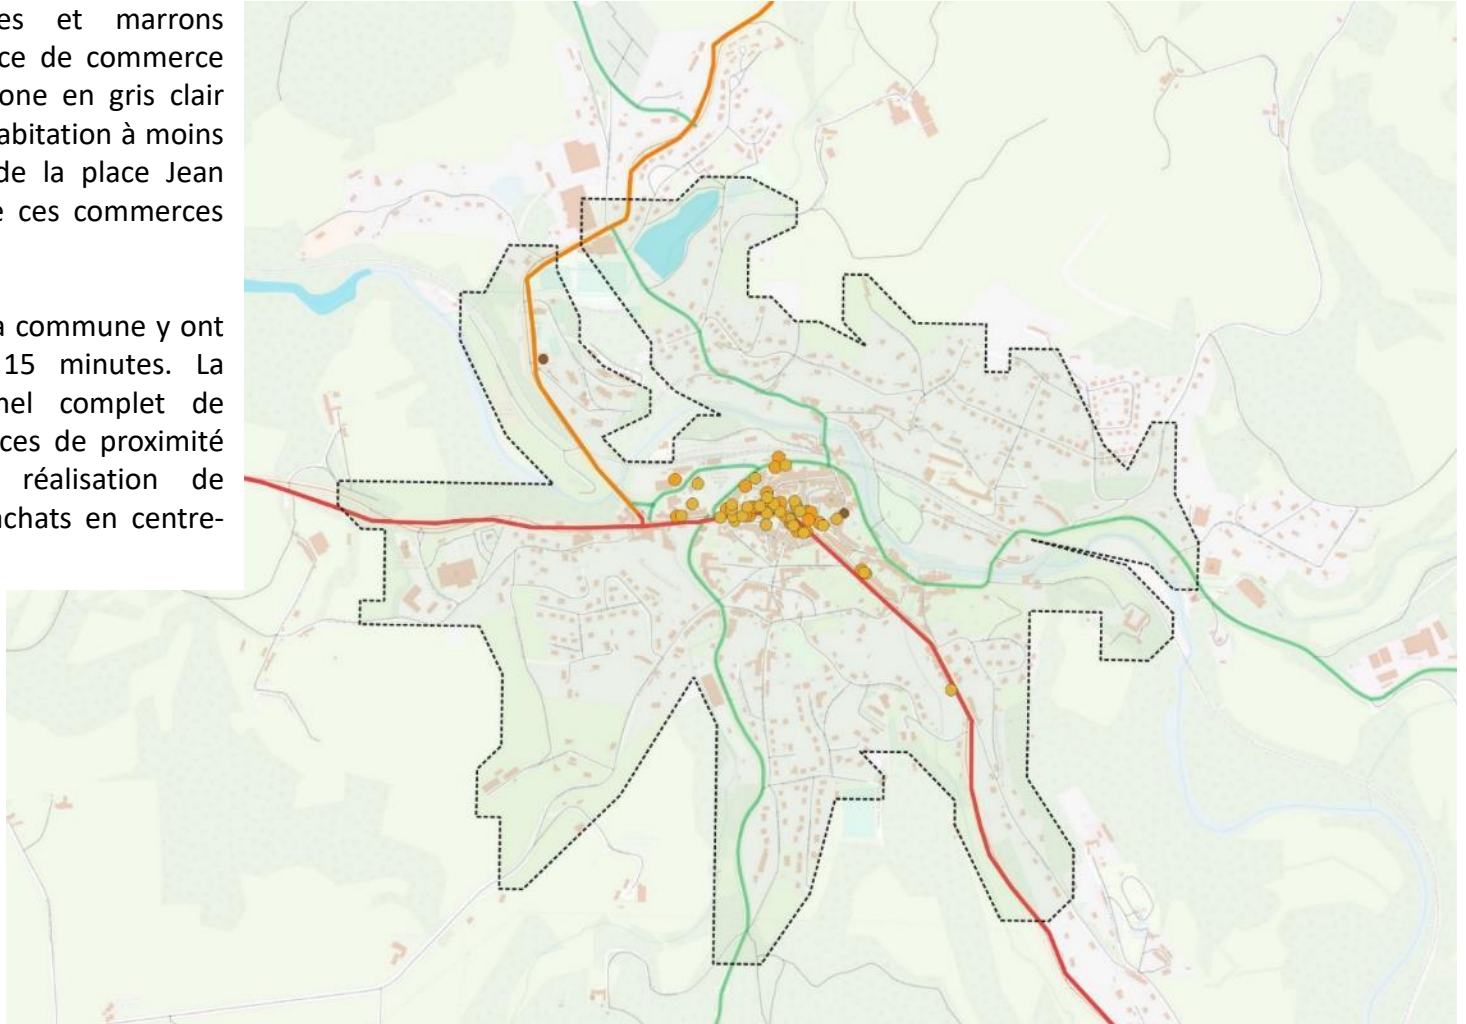 es et marrons
ce de commerce
one en gris clair
abitation à moins
de la place Jean
e ces commerces
a commune y ont
15 minutes. La
nel complet de
ces de proximité
réalisation de
achats en centre-